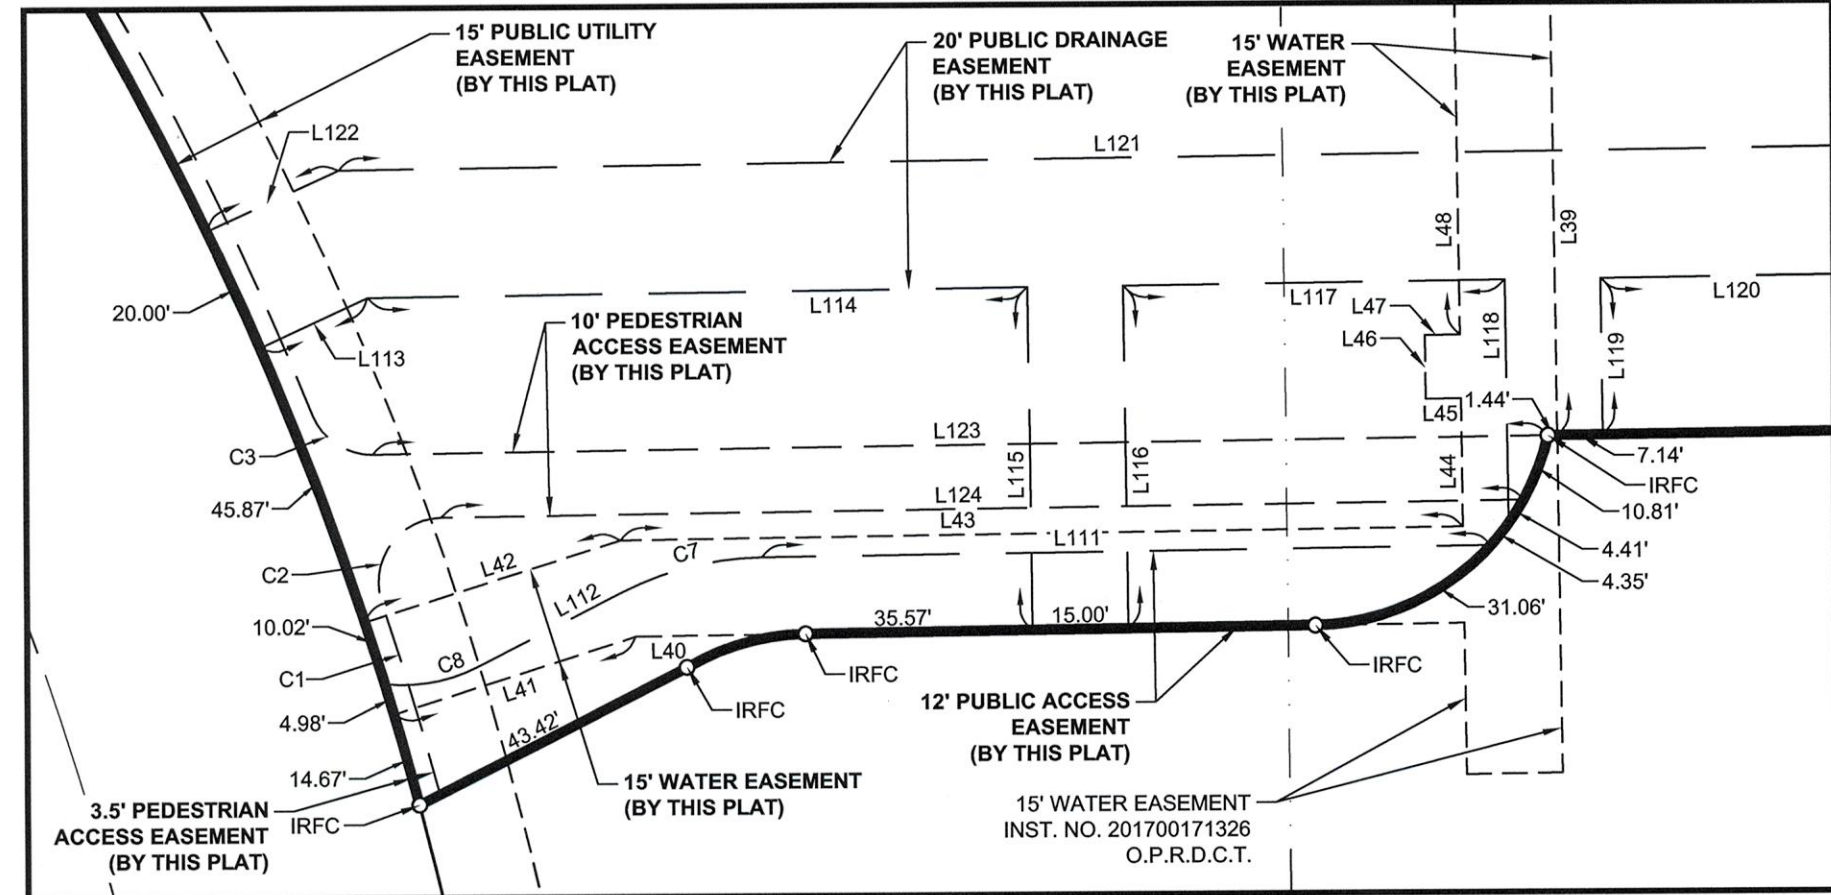 15' PUBLIC UTILITY
EASEMENT
(BY THIS PLAT)
20' PUBLIC DRAINAGE
EASEMENT
(BY THIS PLAT)
15' WATER
EASEMENT
(BY THIS PLAT)
L122
L121
L48
L39
20.00'
L114
L117
L47
L120
L113
10' PEDESTRIAN
ACCESS EASEMENT
(BY THIS PLAT)
L46
L118
L119
L45
1.44'
C3
L123
7.14'
45.87'
L115
L116
L44
IRFC
L124
10.81'
L43
C2
L42
C7
L111
4.41'
4.35'
L112
31.06'
10.02'
35.57'
15.00'
C8
L40
C1
L41
IRFC
IRFC
IRFC
4.98'
43.42'
12' PUBLIC ACCESS
EASEMENT
(BY THIS PLAT)
14.67'
15' WATER EASEMENT
(BY THIS PLAT)
3.5' PEDESTRIAN
ACCESS EASEMENT
(BY THIS PLAT)
IRFC
15' WATER EASEMENT
INST. NO. 201700171326
O.P.R.D.C.T.